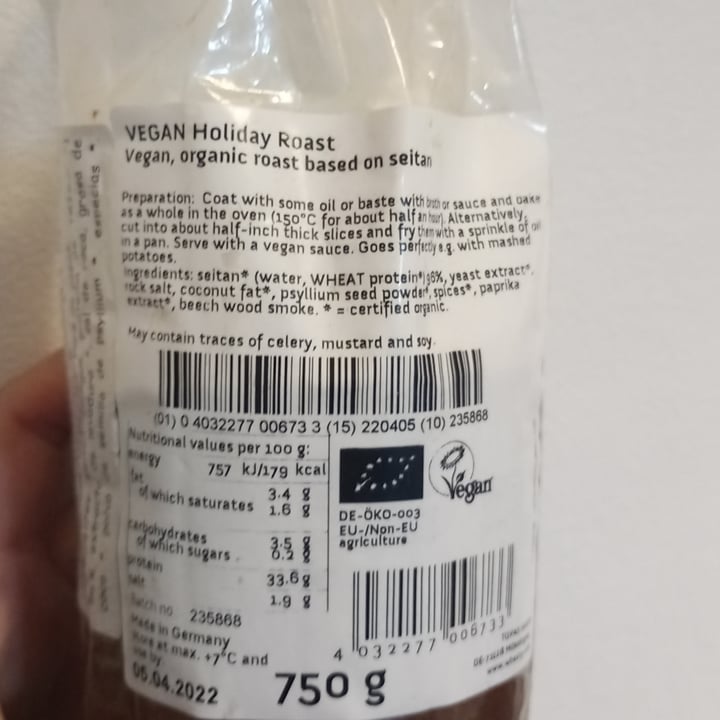 VEGAN Holiday Roast
Vegan, organic roast based on seitan
Preparation: Coat with some oil or baste with broth or sauce and bake
as a whole in the oven (150°C for about half an hour). Alternatively,
cut into about half-inch thick slices and fry them with a sprinkle of oil
in a pan. Serve with a vegan sauce. Goes perfectly e.g. with mashed
potatoes.
Ingredients: seitan* (water, WHEAT protein*) 96%, yeast extract*,
rock salt, coconut fat*, psyllium seed powder*, spices*, paprika
extract*, beech wood smoke. * = certified organic.
May contain traces of celery, mustard and soy.
(01) 0 4032277 00673 3 (15) 220405 (10) 235868
Nutritional values per 100 g:
energy 757 kJ/179 kcal
fat 3.4 g
of which saturates 1.6 g
carbohydrates 3.5 g
of which sugars 0.2 g
protein 33.6 g
salt 1.9 g
Batch no 235868
Made in Germany
Store at max. +7°C and
use by:
05.04.2022
750 g
DE-ÖKO-003
EU-/Non-EU
agriculture
Vegan
4 032277 006733